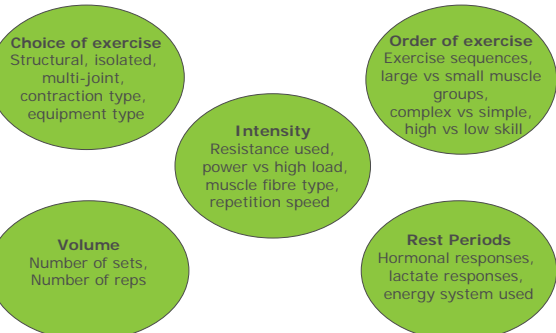 Choice of exercise
Structural, isolated,
multi-joint,
contraction type,
equipment type
Order of exercise
Exercise sequences,
large vs small muscle
groups,
complex vs simple,
high vs low skill
Intensity
Resistance used,
power vs high load,
muscle fibre type,
repetition speed
Volume
Number of sets,
Number of reps
Rest Periods
Hormonal responses,
lactate responses,
energy system used